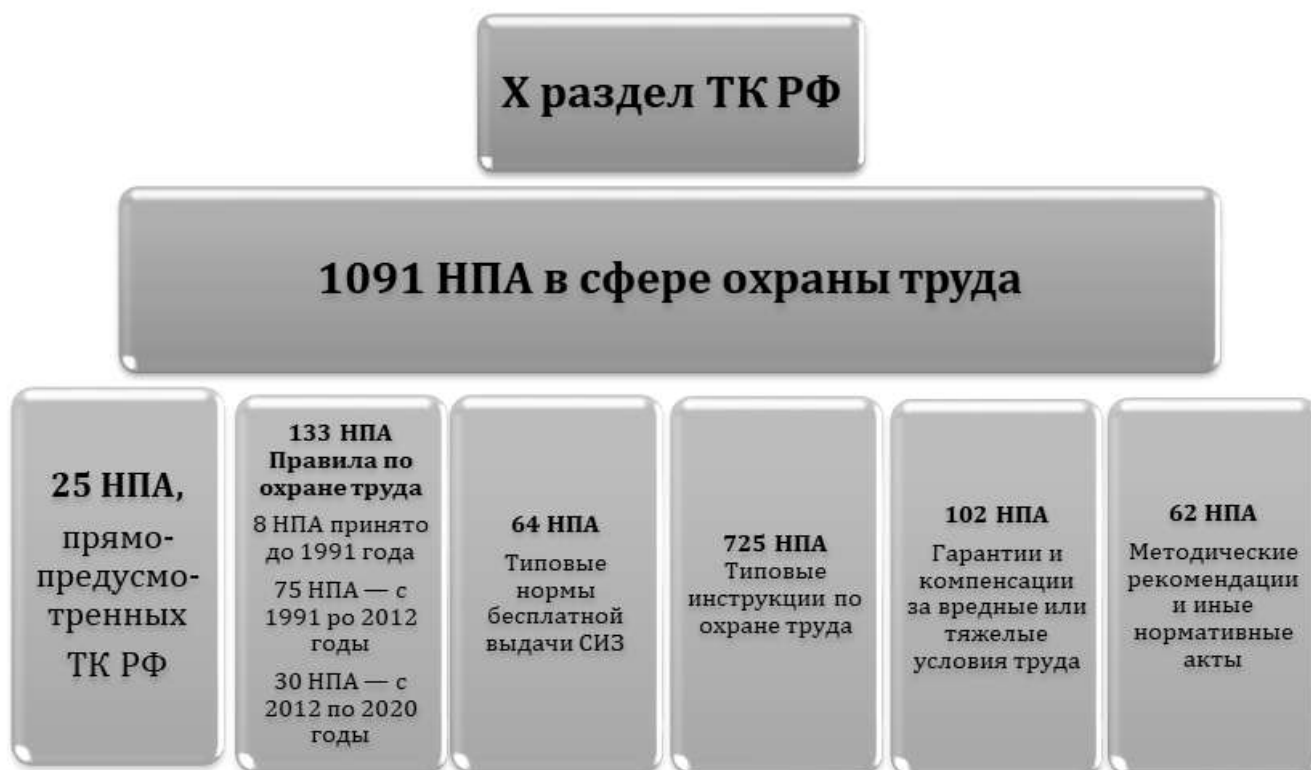 X раздел ТК РФ
1091 НПА в сфере охраны труда
25 НПА,
прямо-
предусмо-
тренных
ТК РФ
133 НПА
Правила по
охране труда
8 НПА принято
до 1991 года
75 НПА — с
1991 ро 2012
годы
30 НПА — с
2012 по 2020
годы
64 НПА
Типовые
нормы
бесплатной
выдачи СИЗ
725 НПА
Типовые
инструкции по
охране труда
102 НПА
Гарантии и
компенсации
за вредные или
тяжелые
условия труда
62 НПА
Методические
рекомендации
и иные
нормативные
акты